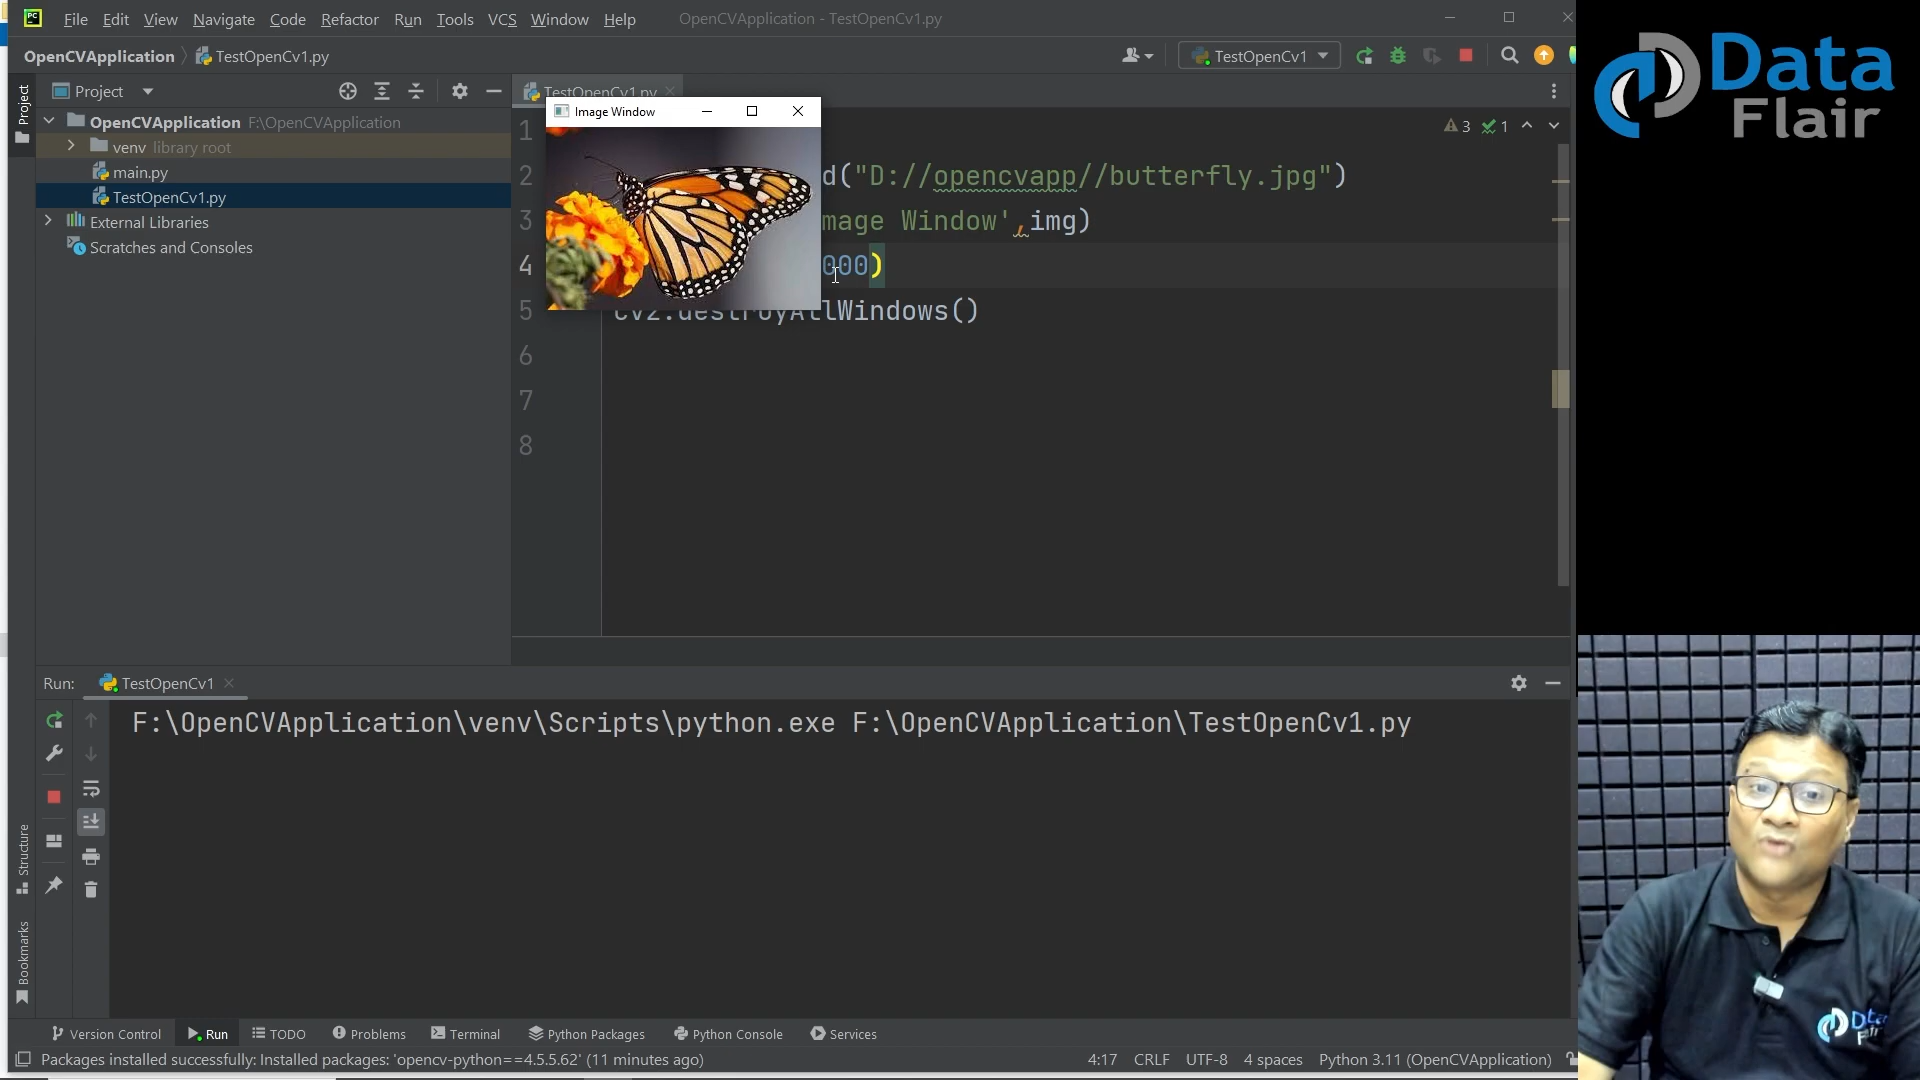 File Edit View Navigate Code Refactor Run Tools VCS Window Help OpenCVApplication - TestOpenCv1.py
OpenCVApplication TestOpenCv1.py TestOpenCv1
Data
Flair
Project
Project
TestOpenCv1.py
OpenCVApplication F:\OpenCVApplication
venv library root
main.py
TestOpenCv1.py
External Libraries
Scratches and Consoles
Image Window
3 1
1
2 d("D://opencvapp//butterfly.jpg")
3 mage Window',img)
4 000)
5 cv2.destroyAllWindows()
6
7
8
Run: TestOpenCv1
F:\OpenCVApplication\venv\Scripts\python.exe F:\OpenCVApplication\TestOpenCv1.py
Structure
Bookmarks
Version Control Run TODO Problems Terminal Python Packages Python Console Services
Packages installed successfully: Installed packages: 'opencv-python==4.5.5.62' (11 minutes ago) 4:17 CRLF UTF-8 4 spaces Python 3.11 (OpenCVApplication)